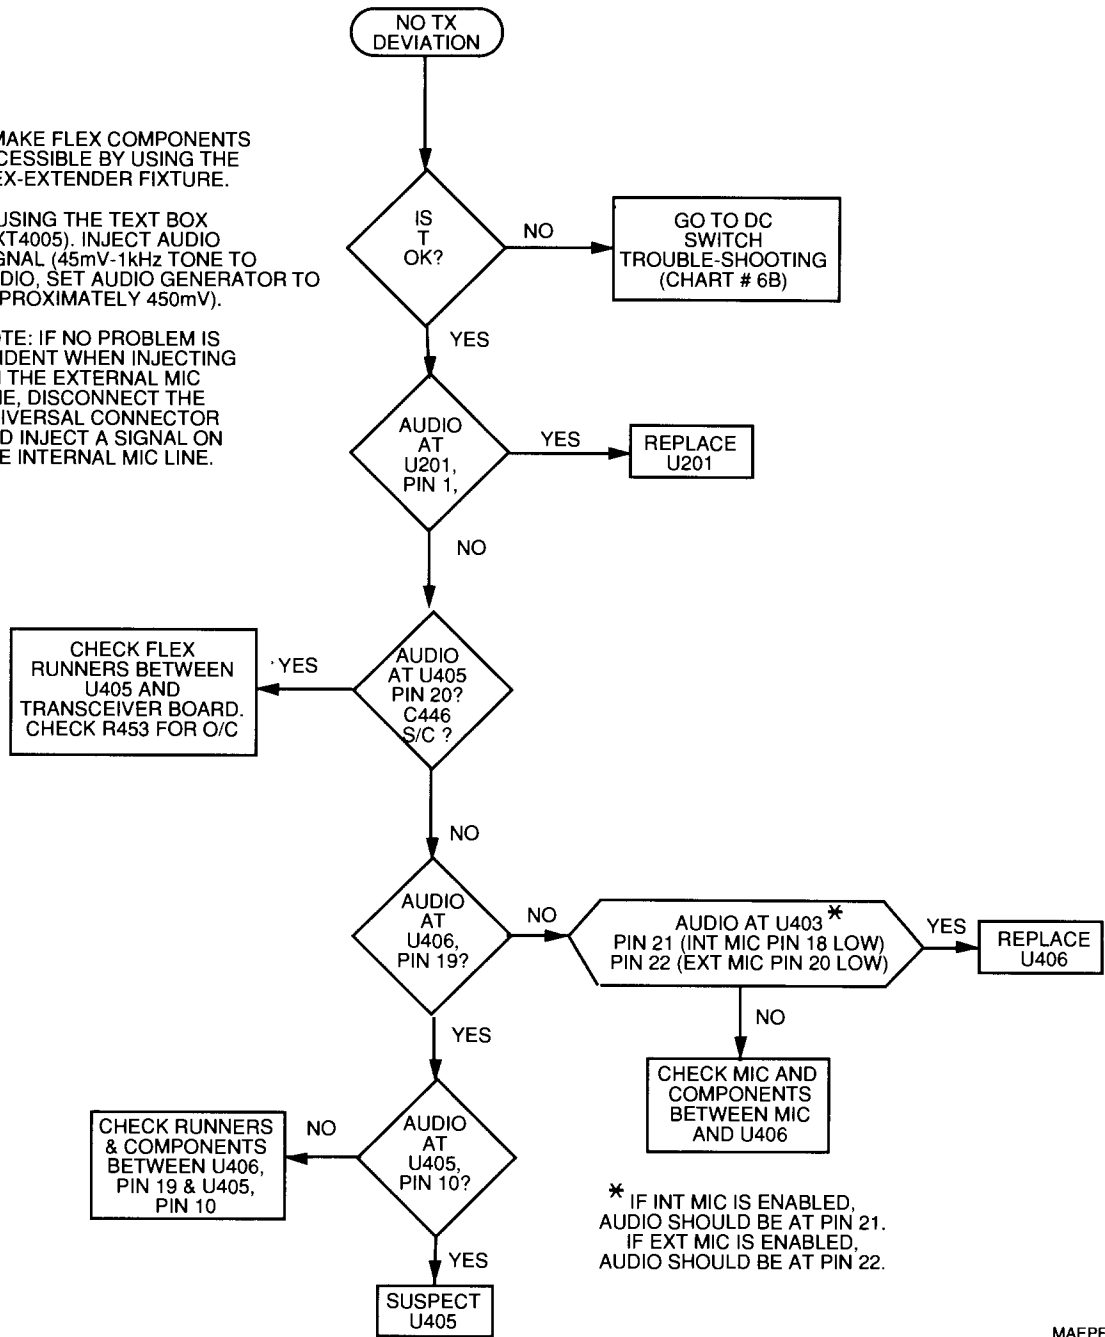 NO TX
DEVIATION
MAKE FLEX COMPONENTS
CESSIBLE BY USING THE
EX-EXTENDER FIXTURE.
USING THE TEXT BOX
XT4005). INJECT AUDIO
GNAL (45mV-1kHz TONE TO
DIO, SET AUDIO GENERATOR TO
PROXIMATELY 450mV).
TE: IF NO PROBLEM IS
IDENT WHEN INJECTING
THE EXTERNAL MIC
NE, DISCONNECT THE
IVERSAL CONNECTOR
D INJECT A SIGNAL ON
E INTERNAL MIC LINE.
IS
T
OK?
NO
GO TO DC
SWITCH
TROUBLE-SHOOTING
(CHART # 6B)
YES
AUDIO
AT
U201,
PIN 1,
YES
REPLACE
U201
NO
AUDIO
AT U405
PIN 20?
C446
S/C ?
YES
CHECK FLEX
RUNNERS BETWEEN
U405 AND
TRANSCEIVER BOARD.
CHECK R453 FOR O/C
NO
AUDIO
AT
U406,
PIN 19?
NO
AUDIO AT U403 *
PIN 21 (INT MIC PIN 18 LOW)
PIN 22 (EXT MIC PIN 20 LOW)
YES
REPLACE
U406
NO
CHECK MIC AND
COMPONENTS
BETWEEN MIC
AND U406
YES
AUDIO
AT
U405,
PIN 10?
NO
CHECK RUNNERS
& COMPONENTS
BETWEEN U406,
PIN 19 & U405,
PIN 10
YES
SUSPECT
U405
* IF INT MIC IS ENABLED,
AUDIO SHOULD BE AT PIN 21.
IF EXT MIC IS ENABLED,
AUDIO SHOULD BE AT PIN 22.